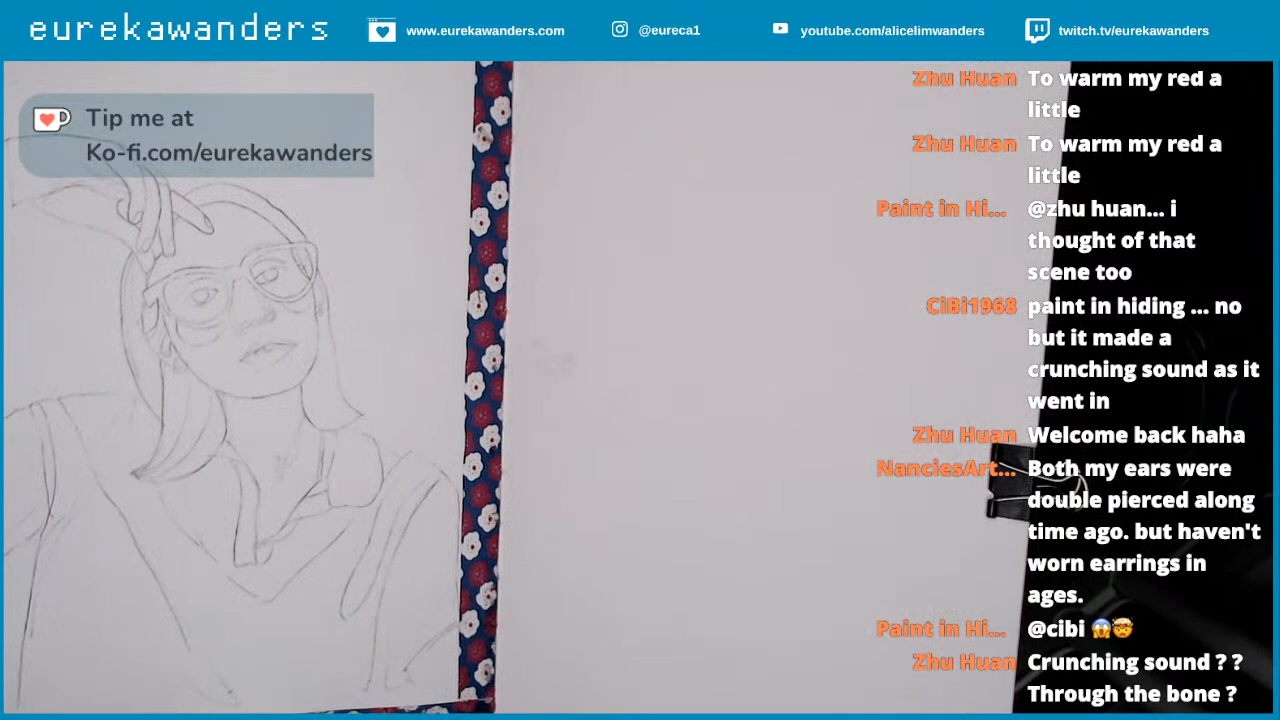 eurekawanders
www.eurekawanders.com
@eureca1
youtube.com/alicelimwanders
twitch.tv/eurekawanders
Tip me at
Ko-fi.com/eurekawanders
Zhu Huan To warm my red a
little
Zhu Huan To warm my red a
little
Paint in Hi... @zhu huan... i
thought of that
scene too
CiBi1968 paint in hiding ... no
but it made a
crunching sound as it
went in
Zhu Huan Welcome back haha
NanciesArt... Both my ears were
double pierced along
time ago. but haven't
worn earrings in
ages.
Paint in Hi... @cibi 😱🤯
Zhu Huan Crunching sound ? ?
Through the bone ?